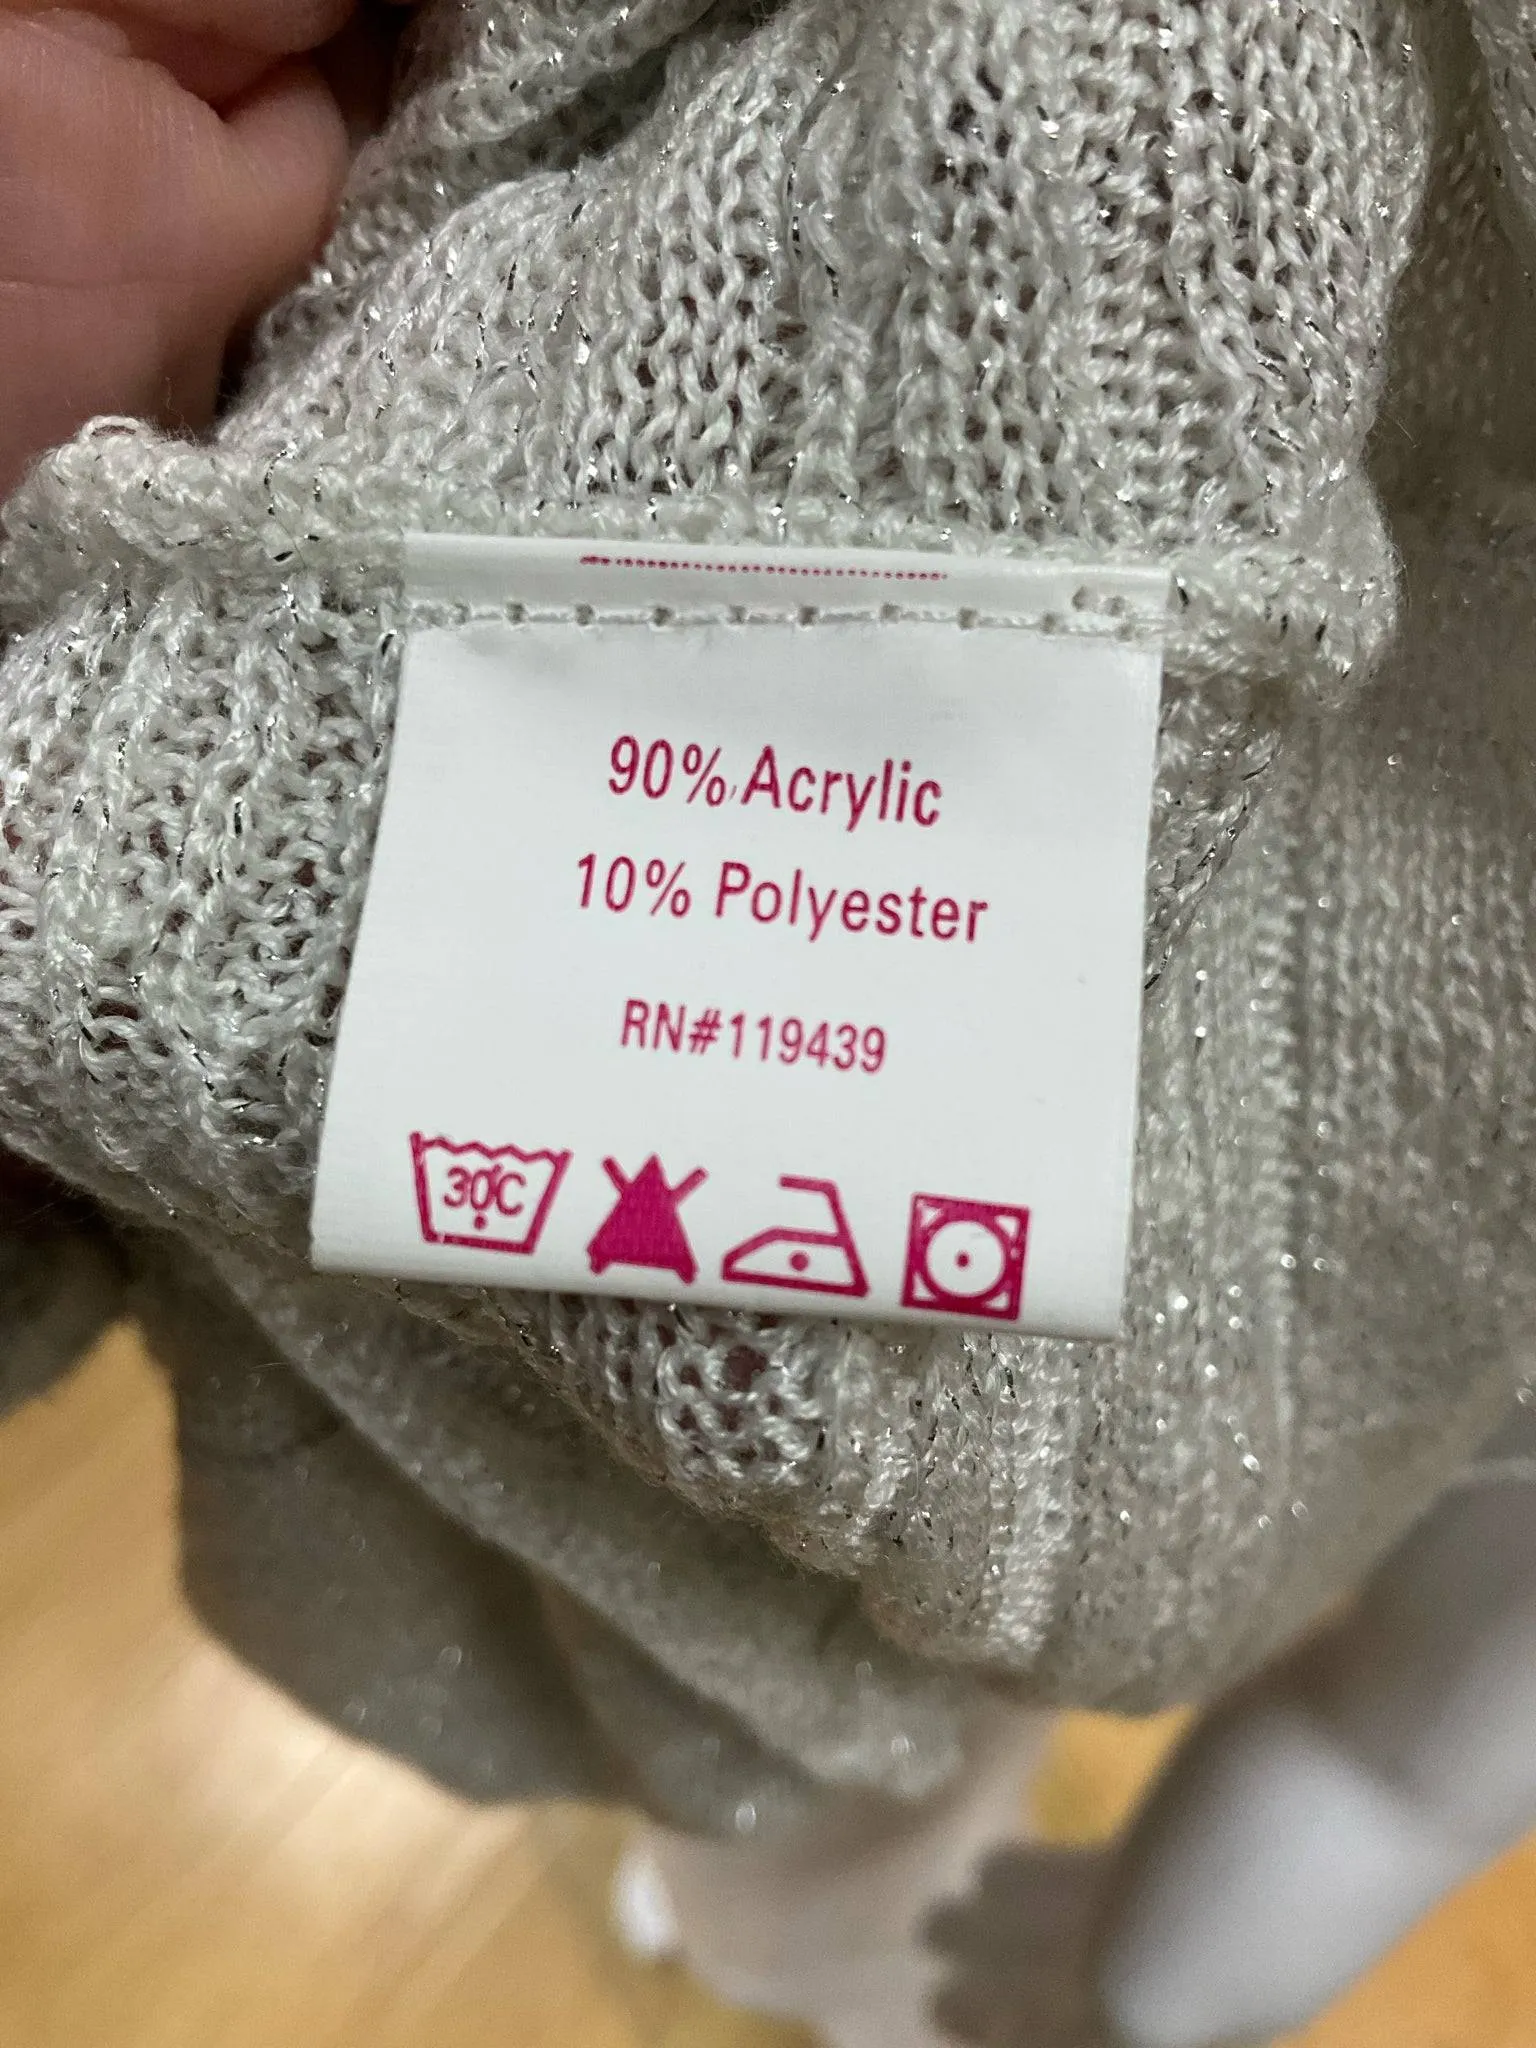 90% Acrylic
10% Polyester
RN#119439
30°C